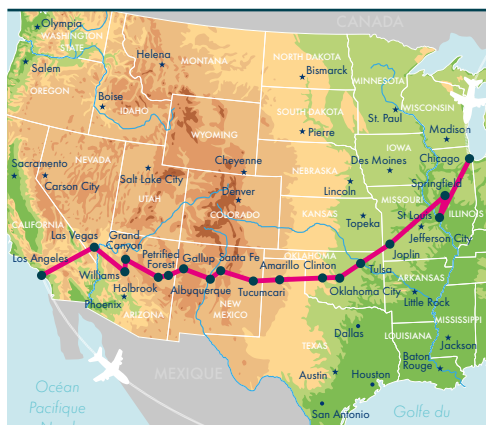 CANADA
Olympia
WASHINGTON
STATE
Helena
MONTANA
NORTH DAKOTA
Bismarck
MINNESOTA
Salem
OREGON
Boise
IDAHO
SOUTH DAKOTA
Pierre
St. Paul
WISCONSIN
Madison
WYOMING
IOWA
Des Moines
Chicago
Sacramento
NEVADA
Carson City
Salt Lake City
UTAH
Cheyenne
NEBRASKA
Lincoln
Springfield
Denver
COLORADO
KANSAS
Topeka
MISSOURI
St Louis
ILLINOIS
Jefferson City
CALIFORNIA
Las Vegas
Grand
Canyon
Los Angeles
Williams
Petrified
Forest
Holbrook
Gallup
Santa Fe
Albuquerque
Tucumcari
Amarillo
Clinton
OKLAHOMA
Oklahoma City
Tulsa
Joplin
Phoenix
ARIZONA
NEW
MEXICO
ARKANSAS
Little Rock
MISSISSIPPI
Jackson
Dallas
TEXAS
LOUISIANA
Baton
Rouge
MEXIQUE
Austin
Houston
San Antonio
Océan
Pacifique
Nord
Golfe du